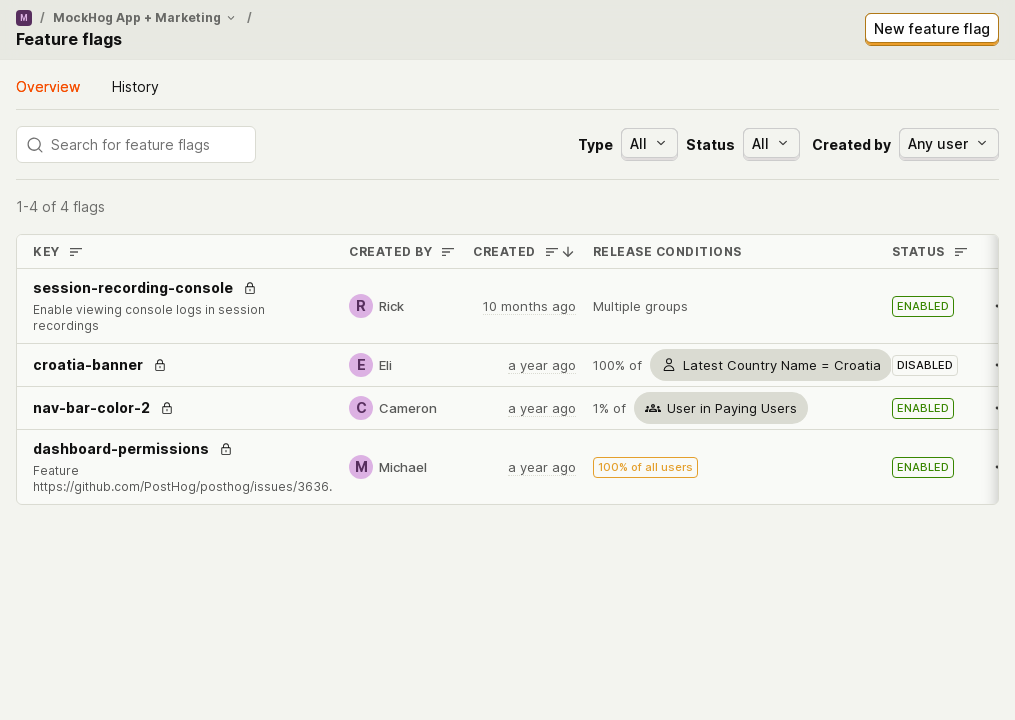 M / MockHog App + Marketing /
Feature flags
New feature flag
Overview History
Search for feature flags
Type All Status All Created by Any user
1-4 of 4 flags
KEY CREATED BY CREATED RELEASE CONDITIONS STATUS
session-recording-console
Enable viewing console logs in session
recordings
R Rick 10 months ago Multiple groups ENABLED
croatia-banner E Eli a year ago 100% of Latest Country Name = Croatia DISABLED
nav-bar-color-2 C Cameron a year ago 1% of User in Paying Users ENABLED
dashboard-permissions
Feature
https://github.com/PostHog/posthog/issues/3636.
M Michael a year ago 100% of all users ENABLED